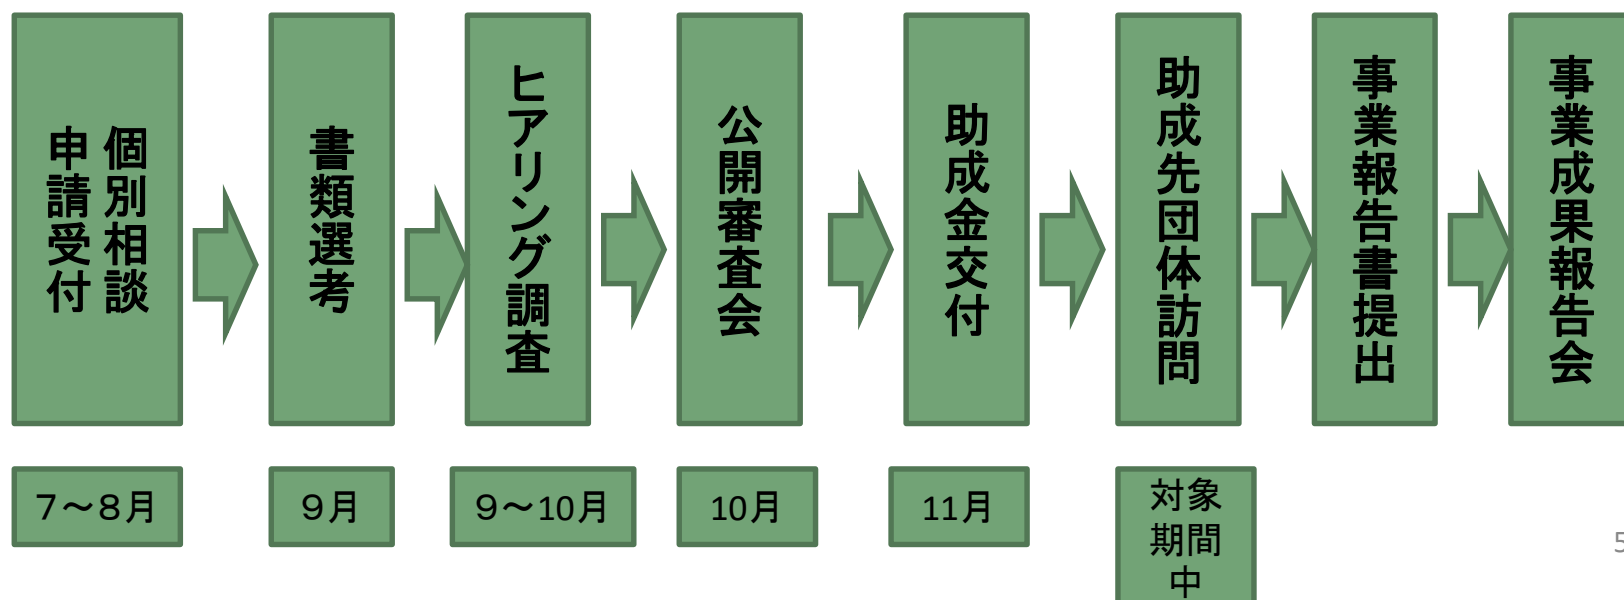 個別相談
申請受付
書類選考
ヒアリング調査
公開審査会
助成金交付
助成先団体訪問
事業報告書提出
事業成果報告会
７～８月
９月
９～10月
10月
11月
対象
期間
中
5